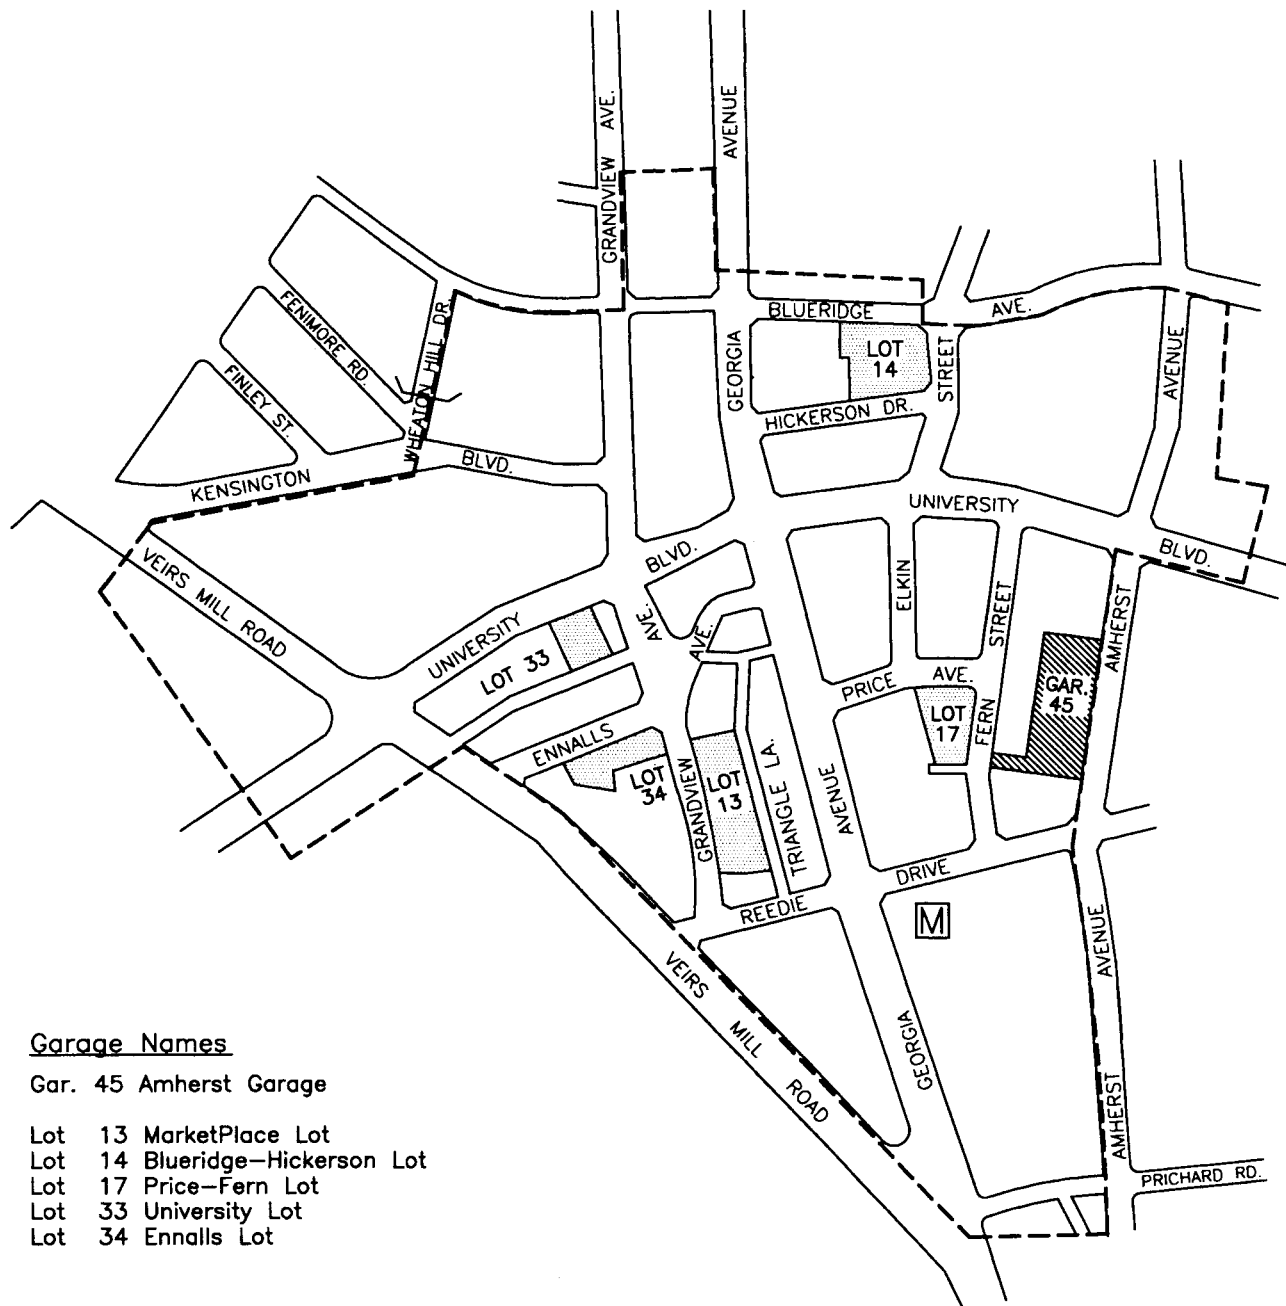 GRANDVIEW AVE.
AVENUE
FENIMORE RD.
FINLEY ST.
WHEATON HILL DR.
KENSINGTON
BLVD.
BLUERIDGE
AVE.
GEORGIA
LOT
14
STREET
HICKERSON DR.
AVENUE
UNIVERSITY
BLVD.
VEIRS MILL ROAD
UNIVERSITY
BLVD.
AVE.
AVE.
ELKIN
STREET
AMHERST
LOT 33
PRICE
AVE.
GAR.
45
LOT
17
FERN
ENNALLS
LOT
34
GRANDVIEW
LOT
13
TRIANGLE LA.
AVENUE
DRIVE
REEDIE
M
AVENUE
VEIRS MILL ROAD
GEORGIA
AMHERST
PRICHARD RD.
Garage Names
Gar. 45 Amherst Garage
Lot 13 MarketPlace Lot
Lot 14 Blueridge-Hickerson Lot
Lot 17 Price-Fern Lot
Lot 33 University Lot
Lot 34 Ennalls Lot